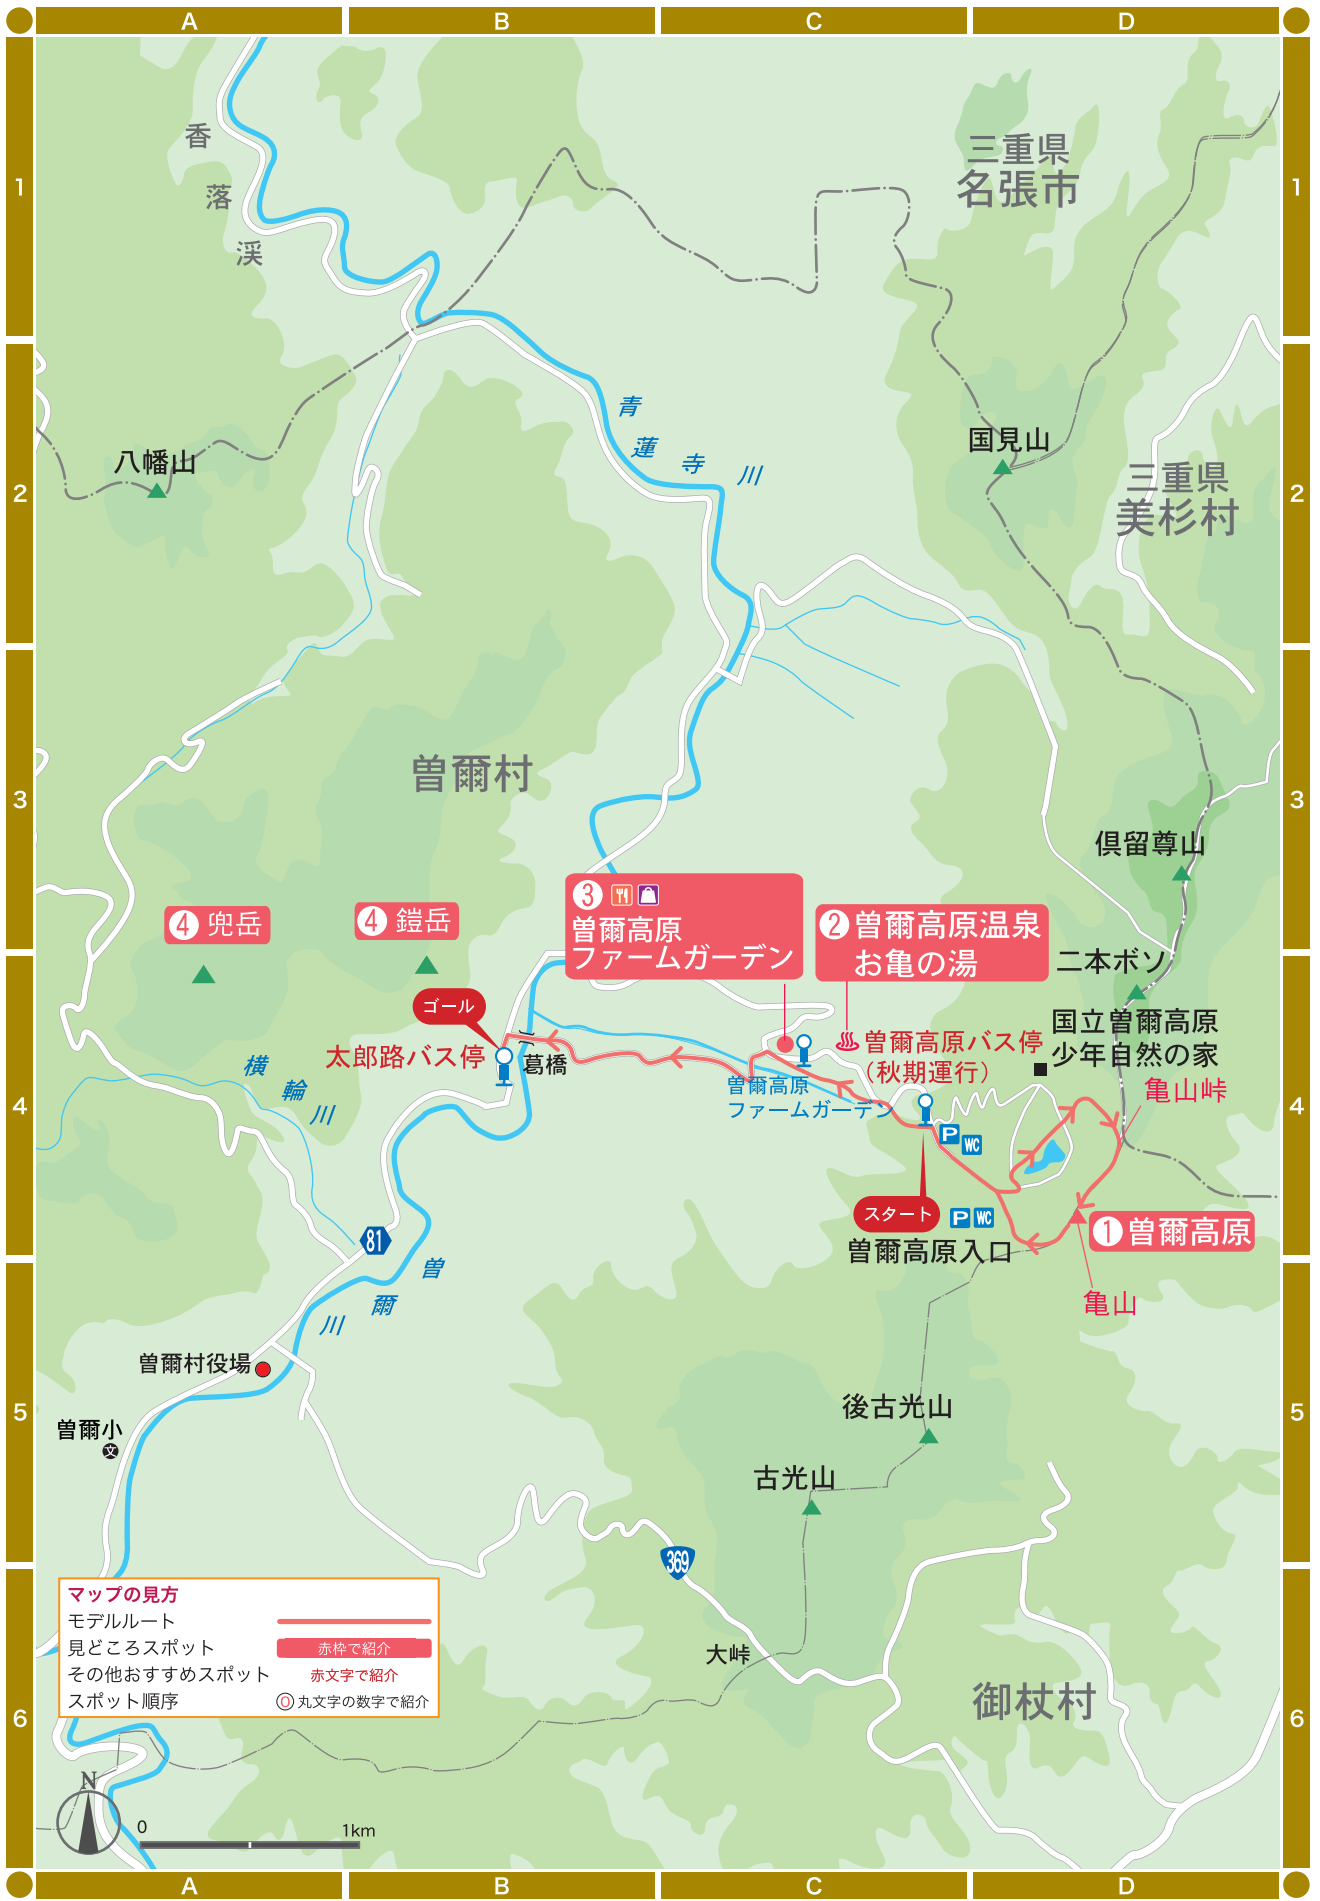 A
B
C
D
1
1
香
落
渓
三重県
名張市
青
蓮
寺
川
国見山
八幡山
三重県
美杉村
2
2
曽爾村
3
3
倶留尊山
4 兜岳
4 鎧岳
3
曽爾高原
ファームガーデン
2 曽爾高原温泉
お亀の湯
二本ボソ
ゴール
太郎路バス停
葛橋
曽爾高原バス停
(秋期運行)
国立曽爾高原
少年自然の家
亀山峠
曽爾高原
ファームガーデン
横
輪
川
4
4
P
WC
スタート
P
WC
曽爾高原入口
1 曽爾高原
亀山
81
曽
爾
川
曽爾村役場
曽爾小
文
5
5
後古光山
古光山
369
大峠
御杖村
マップの見方
モデルルート
見どころスポット
赤枠で紹介
その他おすすめスポット
赤文字で紹介
スポット順序
0 丸文字の数字で紹介
6
6
N
0
1km
A
B
C
D